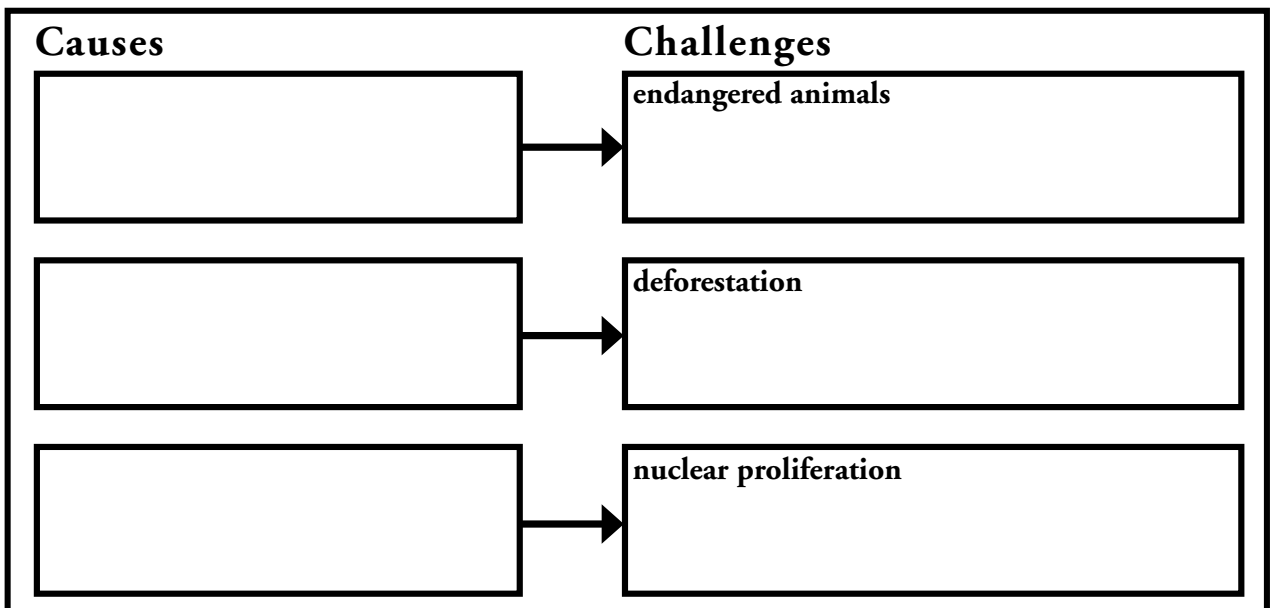 Causes
Challenges
endangered animals
deforestation
nuclear proliferation